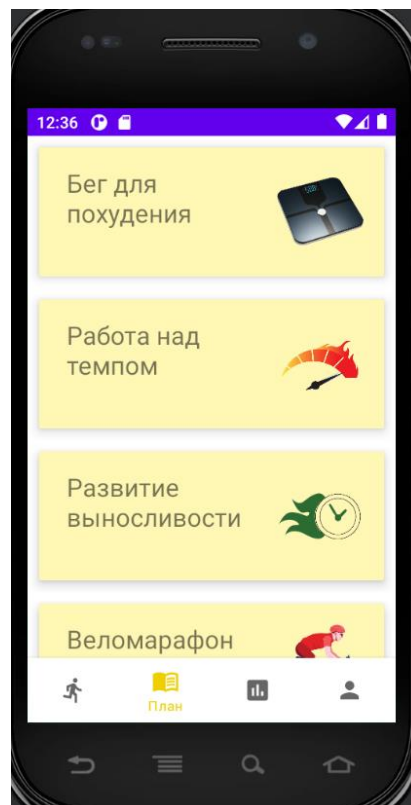 12:36
Бег для
похудения
Работа над
темпом
Развитие
выносливости
Веломарафон
План